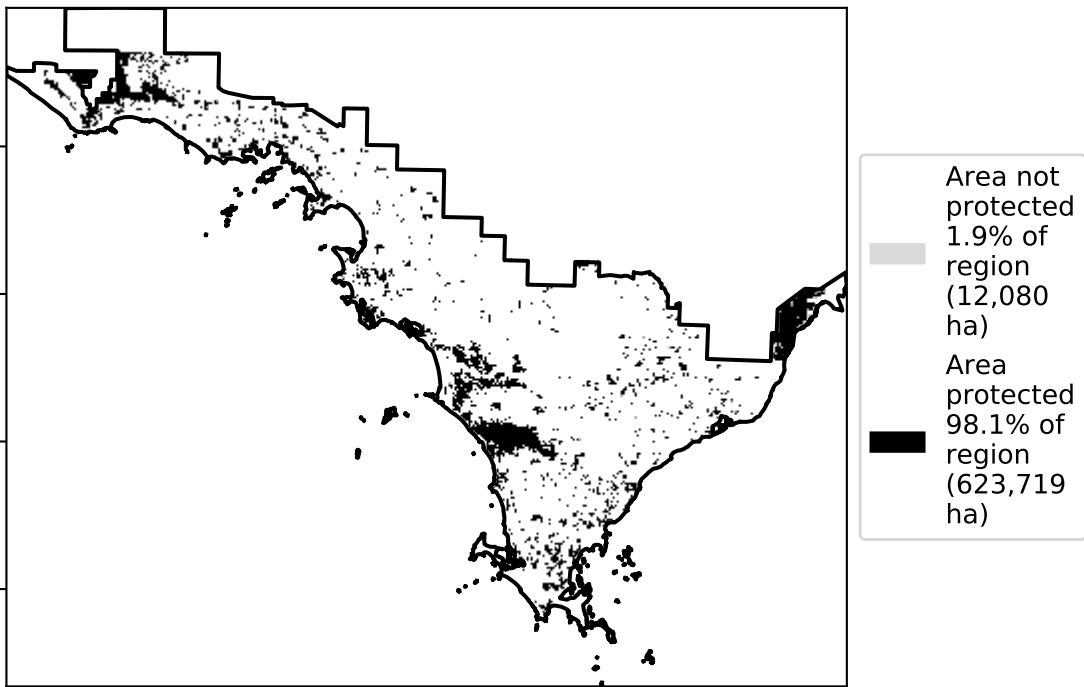 Area not
protected
1.9% of
region
(12,080
ha)
Area
protected
98.1% of
region
(623,719
ha)